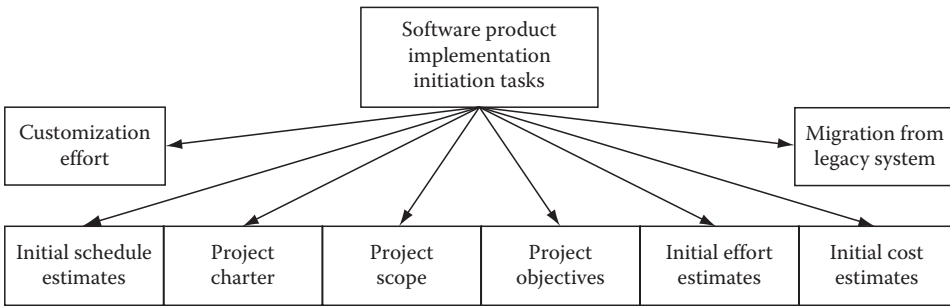 Software product
implementation
initiation tasks
Customization
effort
Migration from
legacy system
Initial schedule
estimates
Project
charter
Project
scope
Project
objectives
Initial effort
estimates
Initial cost
estimates